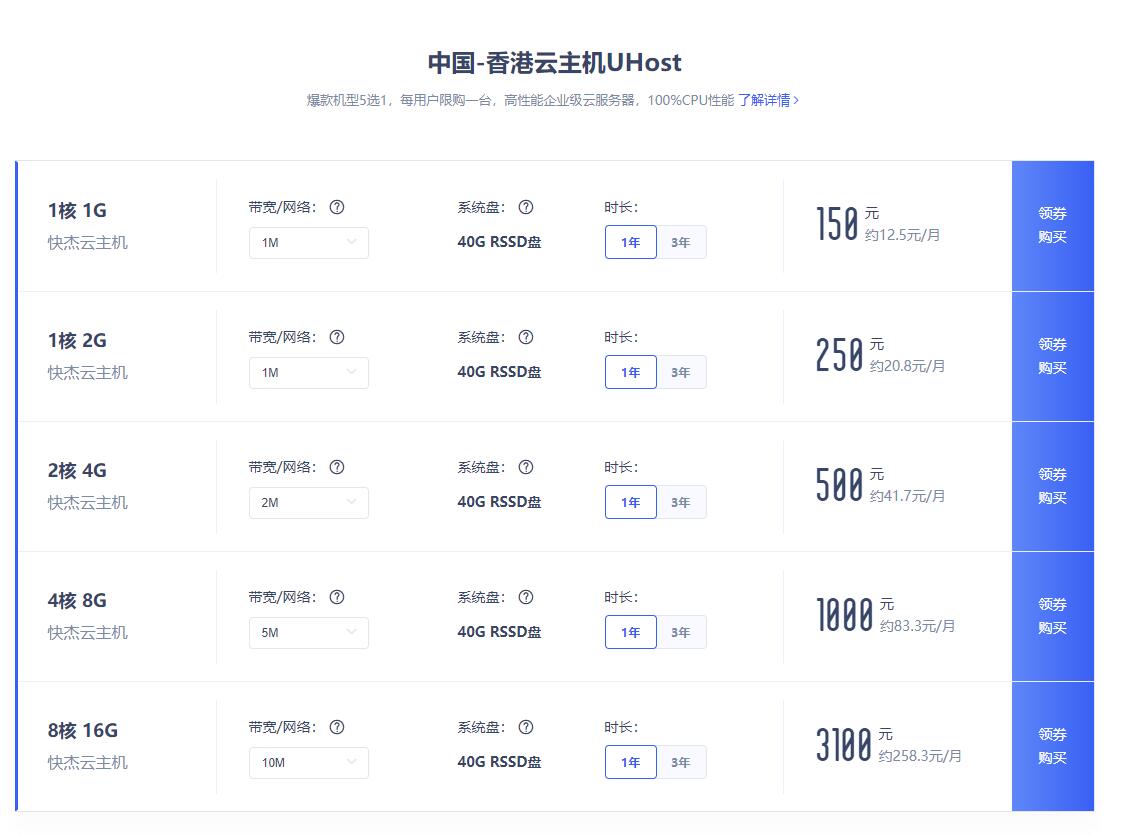 中国-香港云主机UHost
爆款机型5选1，每用户限购一台，高性能企业级云服务器，100%CPU性能 了解详情>
1核 1G
快杰云主机
带宽/网络：
1M
系统盘：
40G RSSD盘
时长：
1年 3年
150 元
约12.5元/月
领券
购买
1核 2G
快杰云主机
带宽/网络：
1M
系统盘：
40G RSSD盘
时长：
1年 3年
250 元
约20.8元/月
领券
购买
2核 4G
快杰云主机
带宽/网络：
2M
系统盘：
40G RSSD盘
时长：
1年 3年
500 元
约41.7元/月
领券
购买
4核 8G
快杰云主机
带宽/网络：
5M
系统盘：
40G RSSD盘
时长：
1年 3年
1000 元
约83.3元/月
领券
购买
8核 16G
快杰云主机
带宽/网络：
10M
系统盘：
40G RSSD盘
时长：
1年 3年
3100 元
约258.3元/月
领券
购买